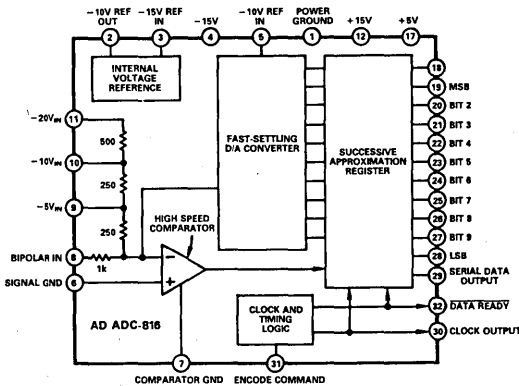 −10V REF OUT
−15V REF IN
−15V
−10V REF IN
POWER GROUND
+15V
+5V
2
3
4
5
1
12
17
INTERNAL VOLTAGE REFERENCE
FAST-SETTLING D/A CONVERTER
SUCCESSIVE APPROXIMATION REGISTER
18
19 MSB
20 BIT 2
21 BIT 3
22 BIT 4
23 BIT 5
24 BIT 6
25 BIT 7
26 BIT 8
27 BIT 9
28 LSB
29 SERIAL DATA OUTPUT
32 DATA READY
30 CLOCK OUTPUT
−20VIN
11
500
−10VIN
10
250
−5VIN
9
250
HIGH SPEED COMPARATOR
BIPOLAR IN
8
1k
−
SIGNAL GND
6
+
CLOCK AND TIMING LOGIC
AD ADC-816
7
31
COMPARATOR GND
ENCODE COMMAND